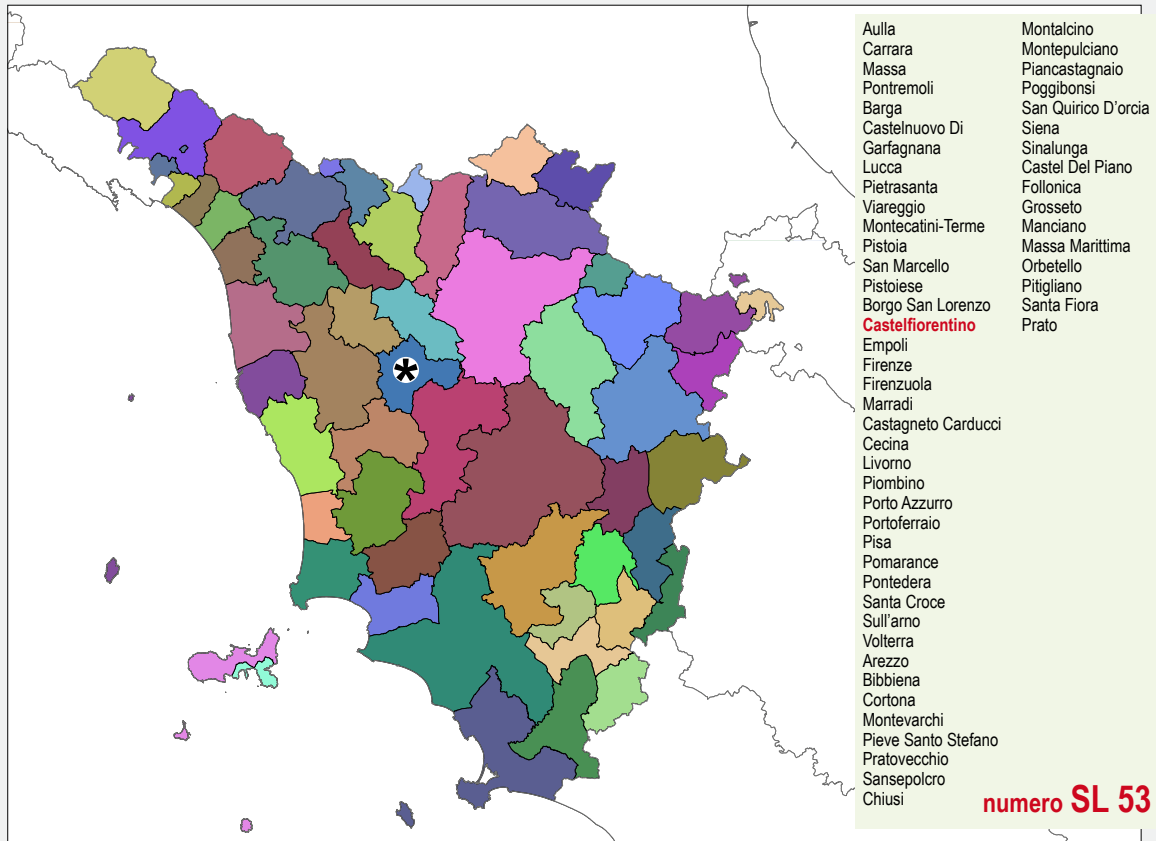 Aulla
Carrara
Massa
Pontremoli
Barga
Castelnuovo Di
Garfagnana
Lucca
Pietrasanta
Viareggio
Montecatini-Terme
Pistoia
San Marcello
Pistoiese
Borgo San Lorenzo
Castelfiorentino
Empoli
Firenze
Firenzuola
Marradi
Castagneto Carducci
Cecina
Livorno
Piombino
Porto Azzurro
Portoferraio
Pisa
Pomarance
Pontedera
Santa Croce
Sull'arno
Volterra
Arezzo
Bibbiena
Cortona
Montevarchi
Pieve Santo Stefano
Pratovecchio
Sansepolcro
Chiusi
Montalcino
Montepulciano
Piancastagnaio
Poggibonsi
San Quirico D'orcia
Siena
Sinalunga
Castel Del Piano
Follonica
Grosseto
Manciano
Massa Marittima
Orbetello
Pitigliano
Santa Fiora
Prato
numero SL 53
*